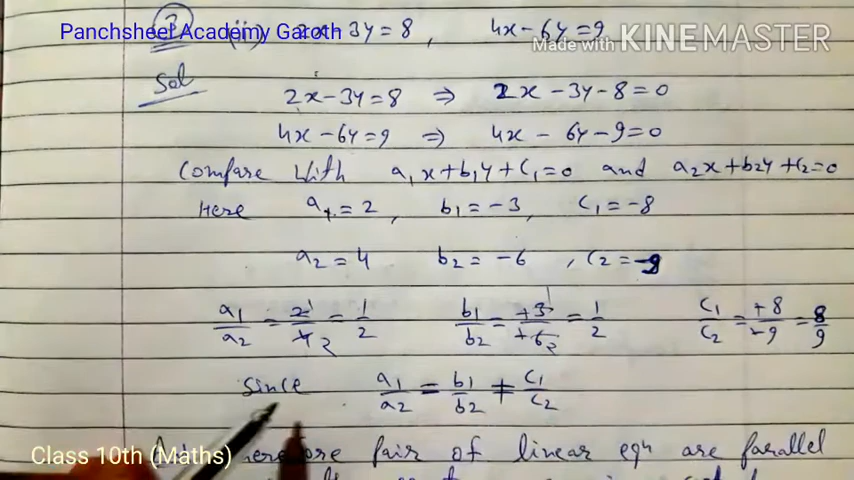 3 (ii) 2x - 3y = 8, 4x - 6y = 9
Panchsheel Academy Garoth
Made with KINEMASTER
Sol
2x - 3y = 8 ⇒ 2x - 3y - 8 = 0
4x - 6y = 9 ⇒ 4x - 6y - 9 = 0
Compare with a₁x + b₁y + c₁ = 0 and a₂x + b₂y + c₂ = 0
Here a₁ = 2, b₁ = -3, c₁ = -8
a₂ = 4 b₂ = -6, c₂ = -9
a₁/a₂ = 2/4 = 1/2 b₁/b₂ = -3/-6 = 1/2 c₁/c₂ = -8/-9 = 8/9
Since a₁/a₂ = b₁/b₂ ≠ c₁/c₂
fair of linear eqn are parallel
Class 10th (Maths)